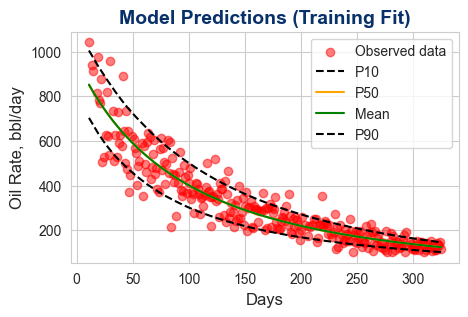 Model Predictions (Training Fit)
Oil Rate, bbl/day
1000
800
600
400
200
Observed data
P10
P50
Mean
P90
0 50 100 150 200 250 300
Days